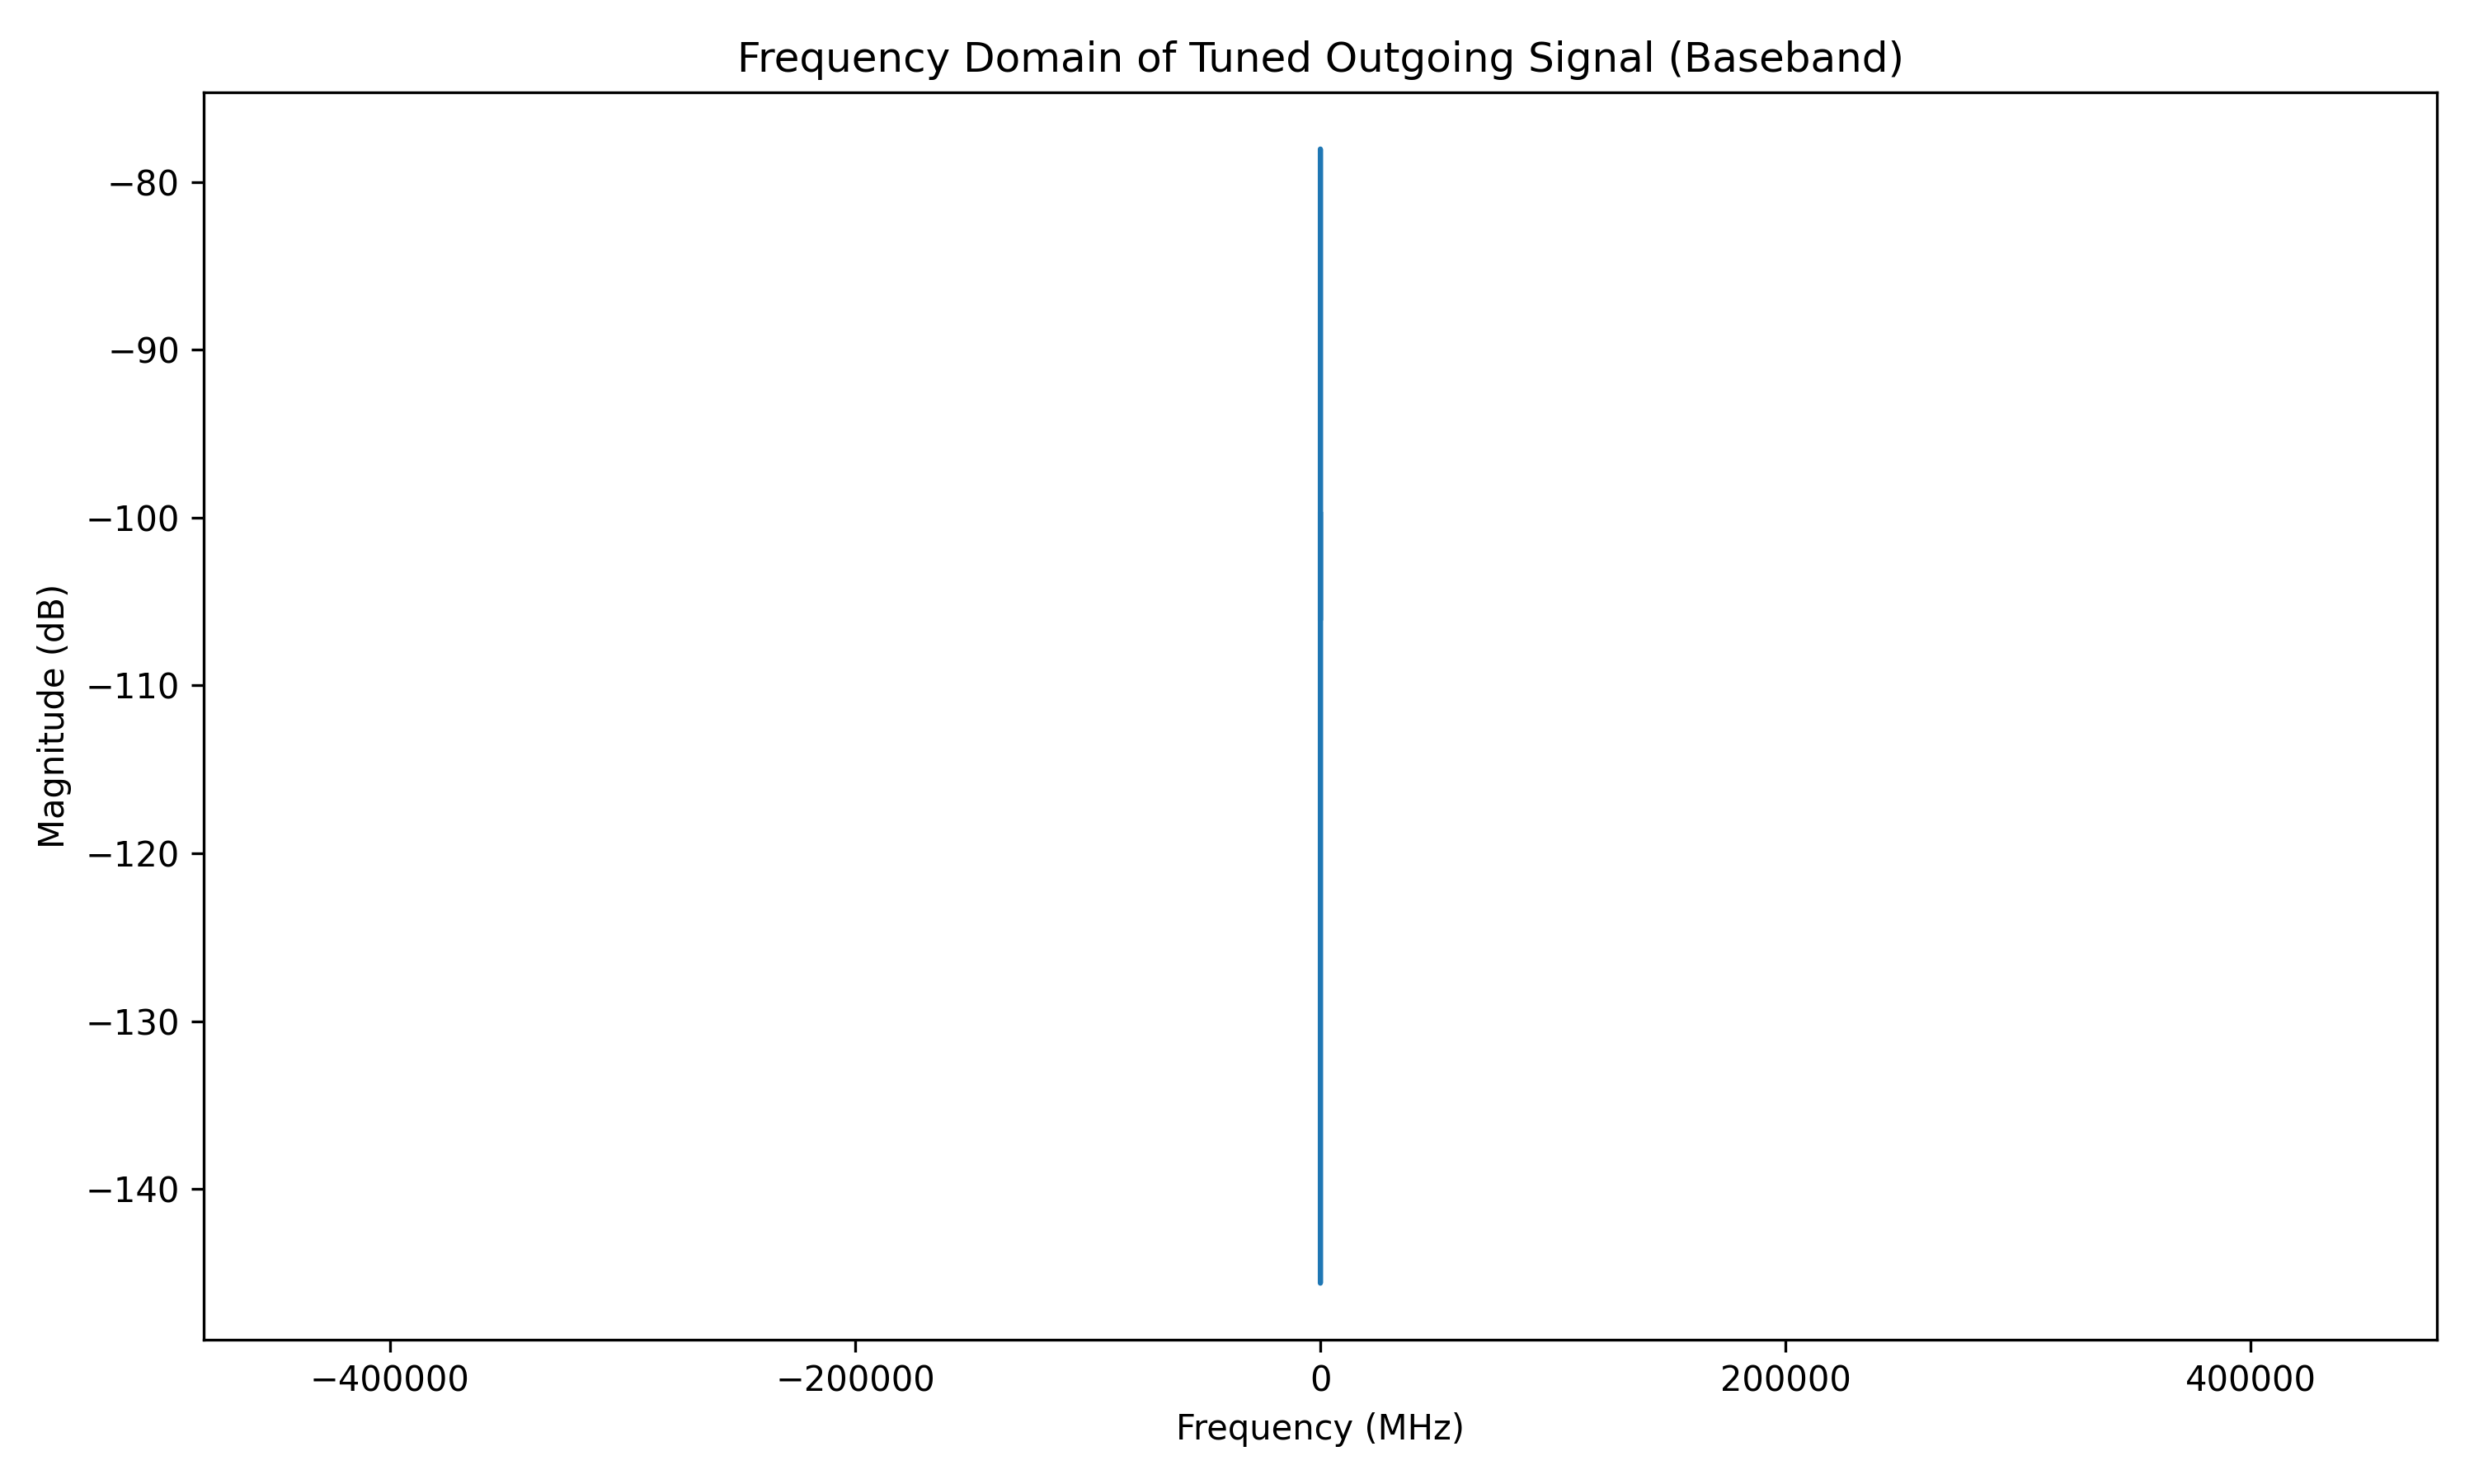 Frequency Domain of Tuned Outgoing Signal (Baseband)
Magnitude (dB)
−80
−90
−100
−110
−120
−130
−140
−400000 −200000 0 200000 400000
Frequency (MHz)